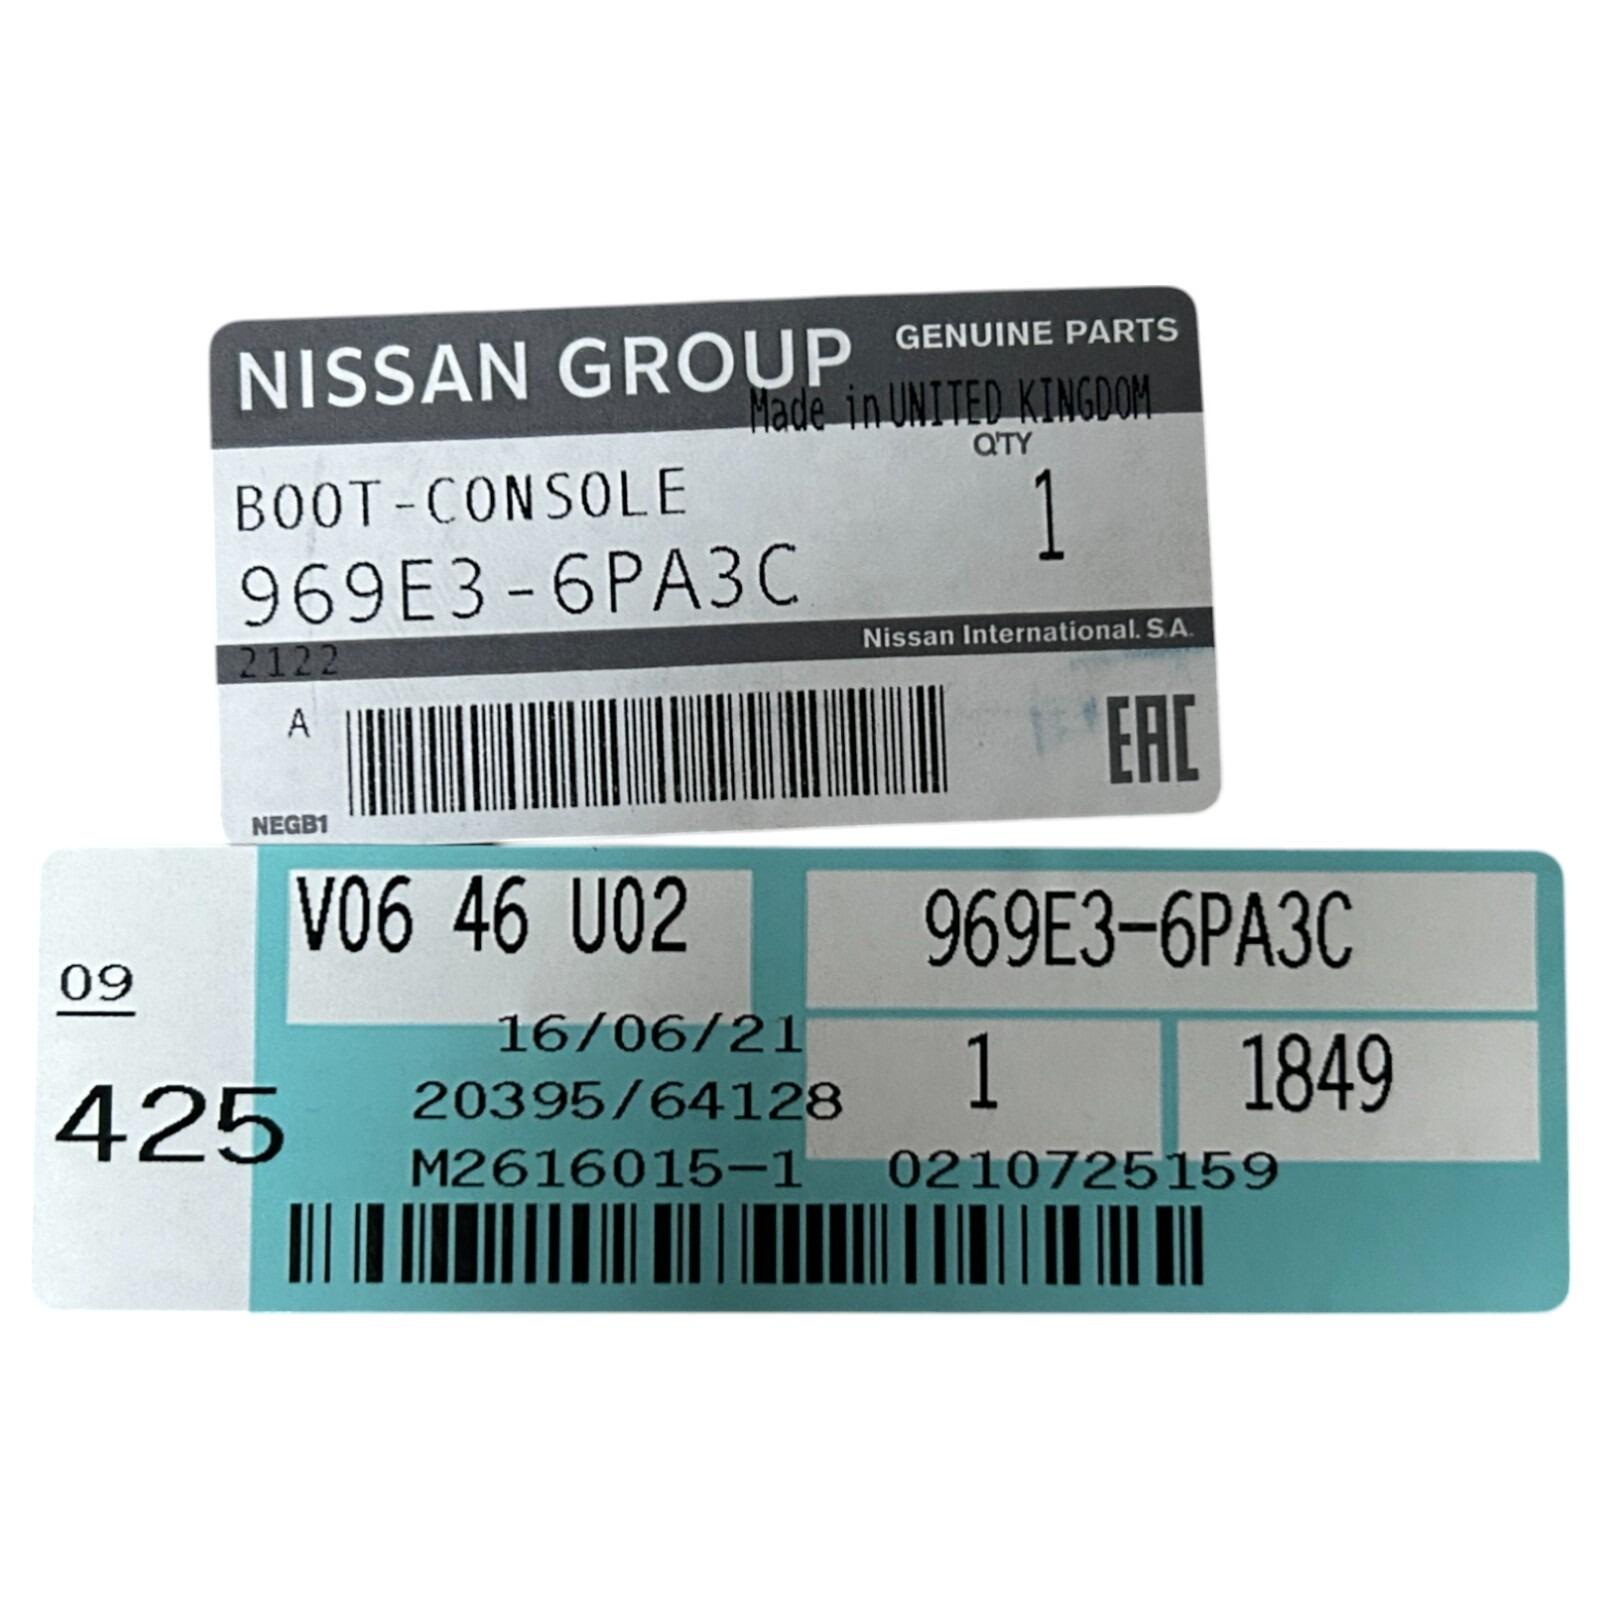 NISSAN GROUP GENUINE PARTS
Made in UNITED KINGDOM
Q'TY
BOOT-CONSOLE 1
969E3-6PA3C
Nissan International. S.A.
2122
A
EAC
NEGB1
V06 46 U02 969E3-6PA3C
09
16/06/21
425 20395/64128 1 1849
M2616015-1 0210725159